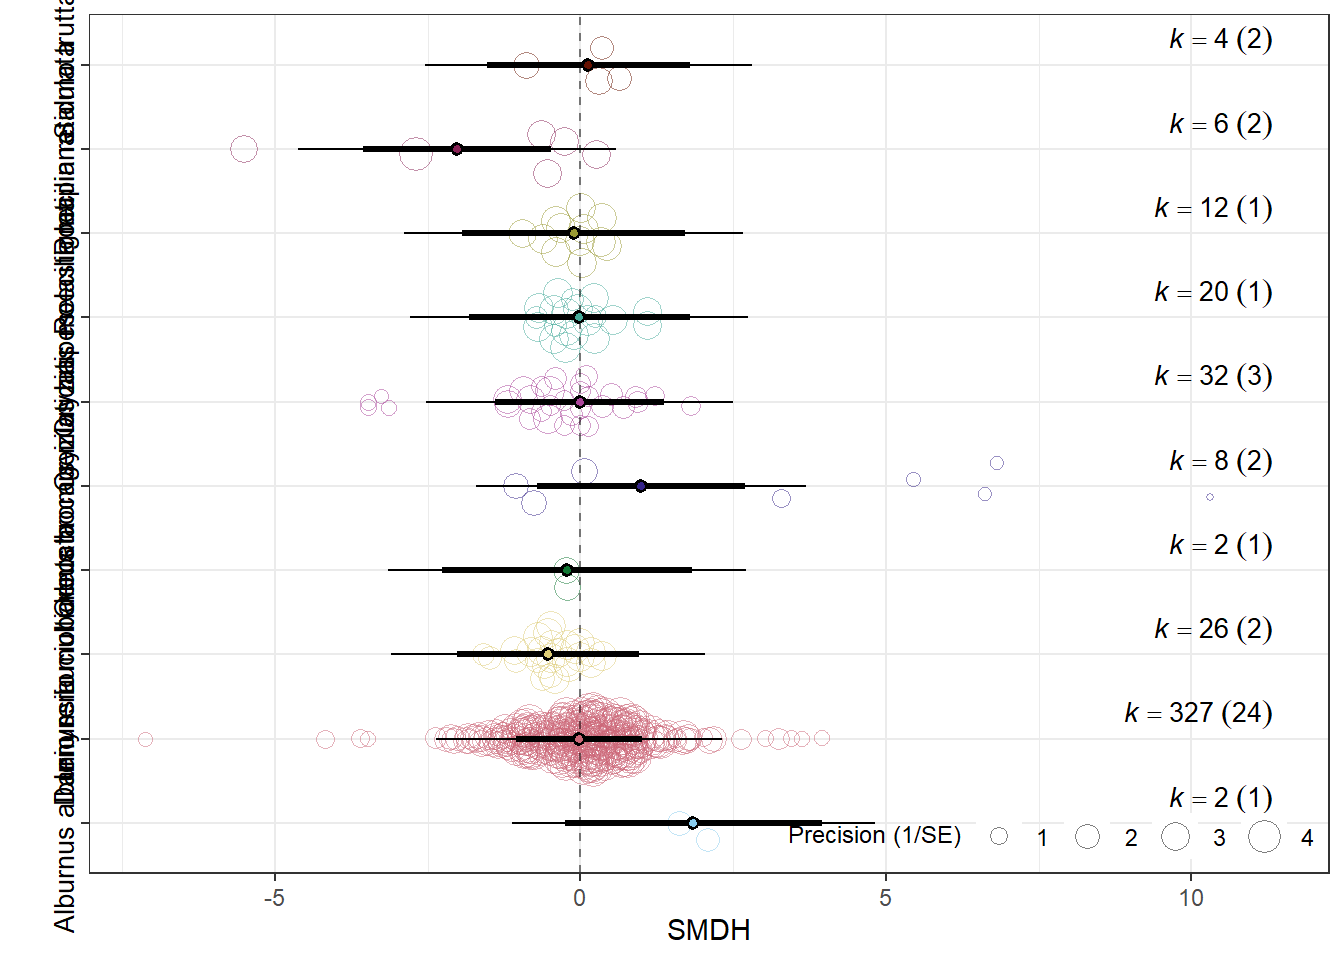 k = 4 (2)
k = 6 (2)
k = 12 (1)
k = 20 (1)
k = 32 (3)
k = 8 (2)
k = 2 (1)
k = 26 (2)
k = 327 (24)
k = 2 (1)
Precision (1/SE) 1 2 3 4
-5 0 5 10
SMDH
Alburnus
trutta